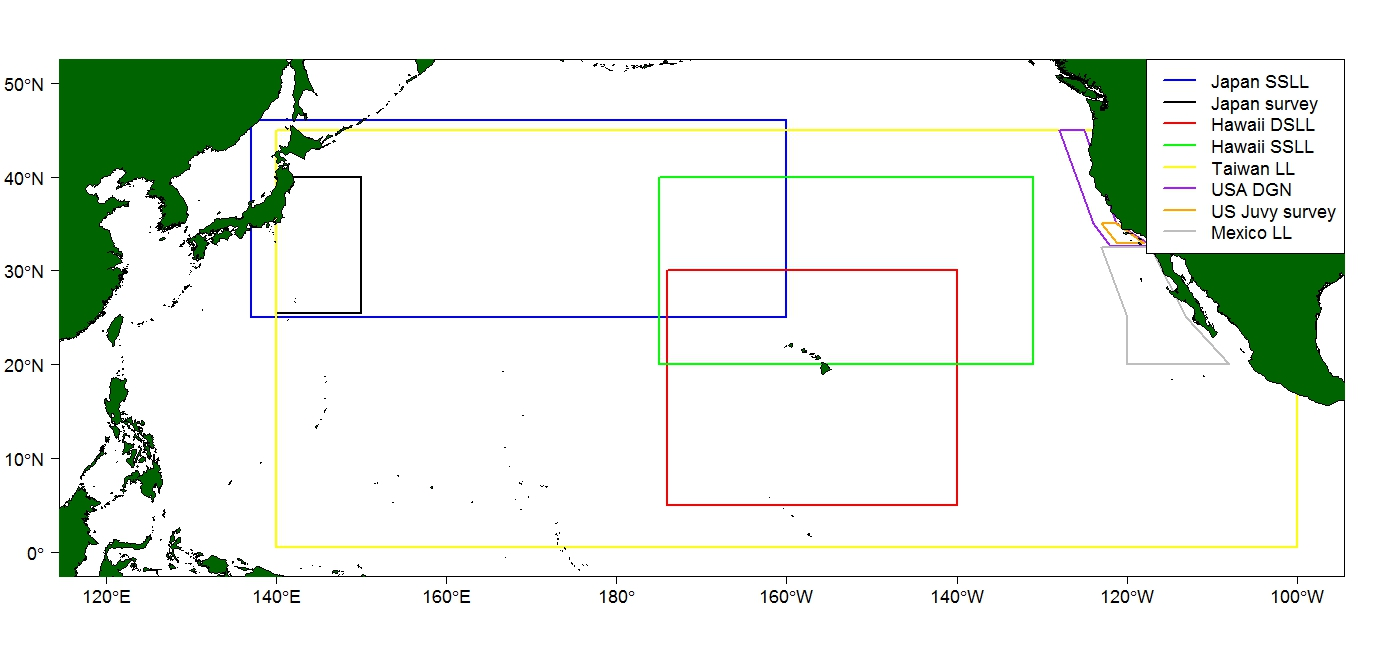 50°N
40°N
30°N
20°N
10°N
0°
120°E 140°E 160°E 180° 160°W 140°W 120°W 100°W
Japan SSLL
Japan survey
Hawaii DSLL
Hawaii SSLL
Taiwan LL
USA DGN
US Juvy survey
Mexico LL